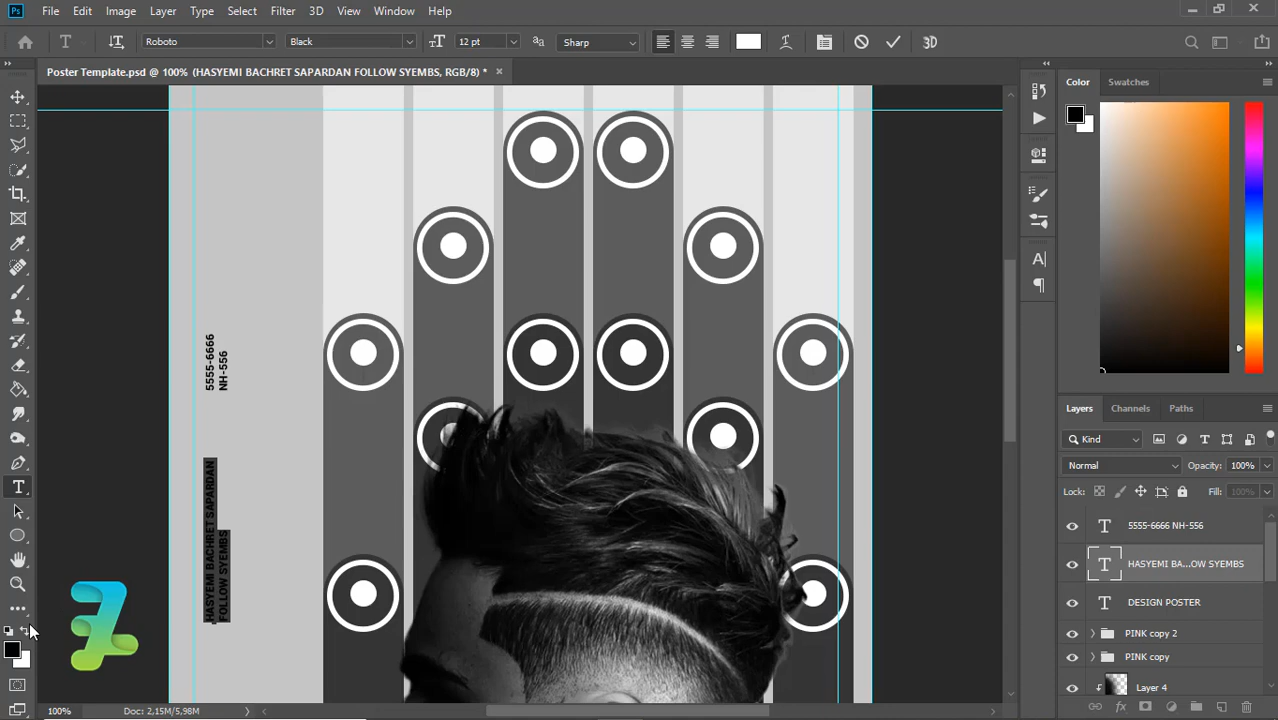 Ps
File
Edit
Image
Layer
Type
Select
Filter
3D
View
Window
Help
T
Roboto
Black
12 pt
Sharp
3D
Poster Template.psd @ 100% (HASYEMI BACHRET SAPARDAN FOLLOW SYEMBS, RGB/8) *
5555-6666
NH-556
HASYEMI BACHRET SAPARDAN
FOLLOW SYEMBS
Color
Swatches
Layers
Channels
Paths
Kind
Normal
Opacity: 100%
Lock:
Fill: 100%
5555-6666 NH-556
HASYEMI BA...OW SYEMBS
DESIGN POSTER
PINK copy 2
PINK copy
Layer 4
fx
100%
Doc: 2,15M/5,98M